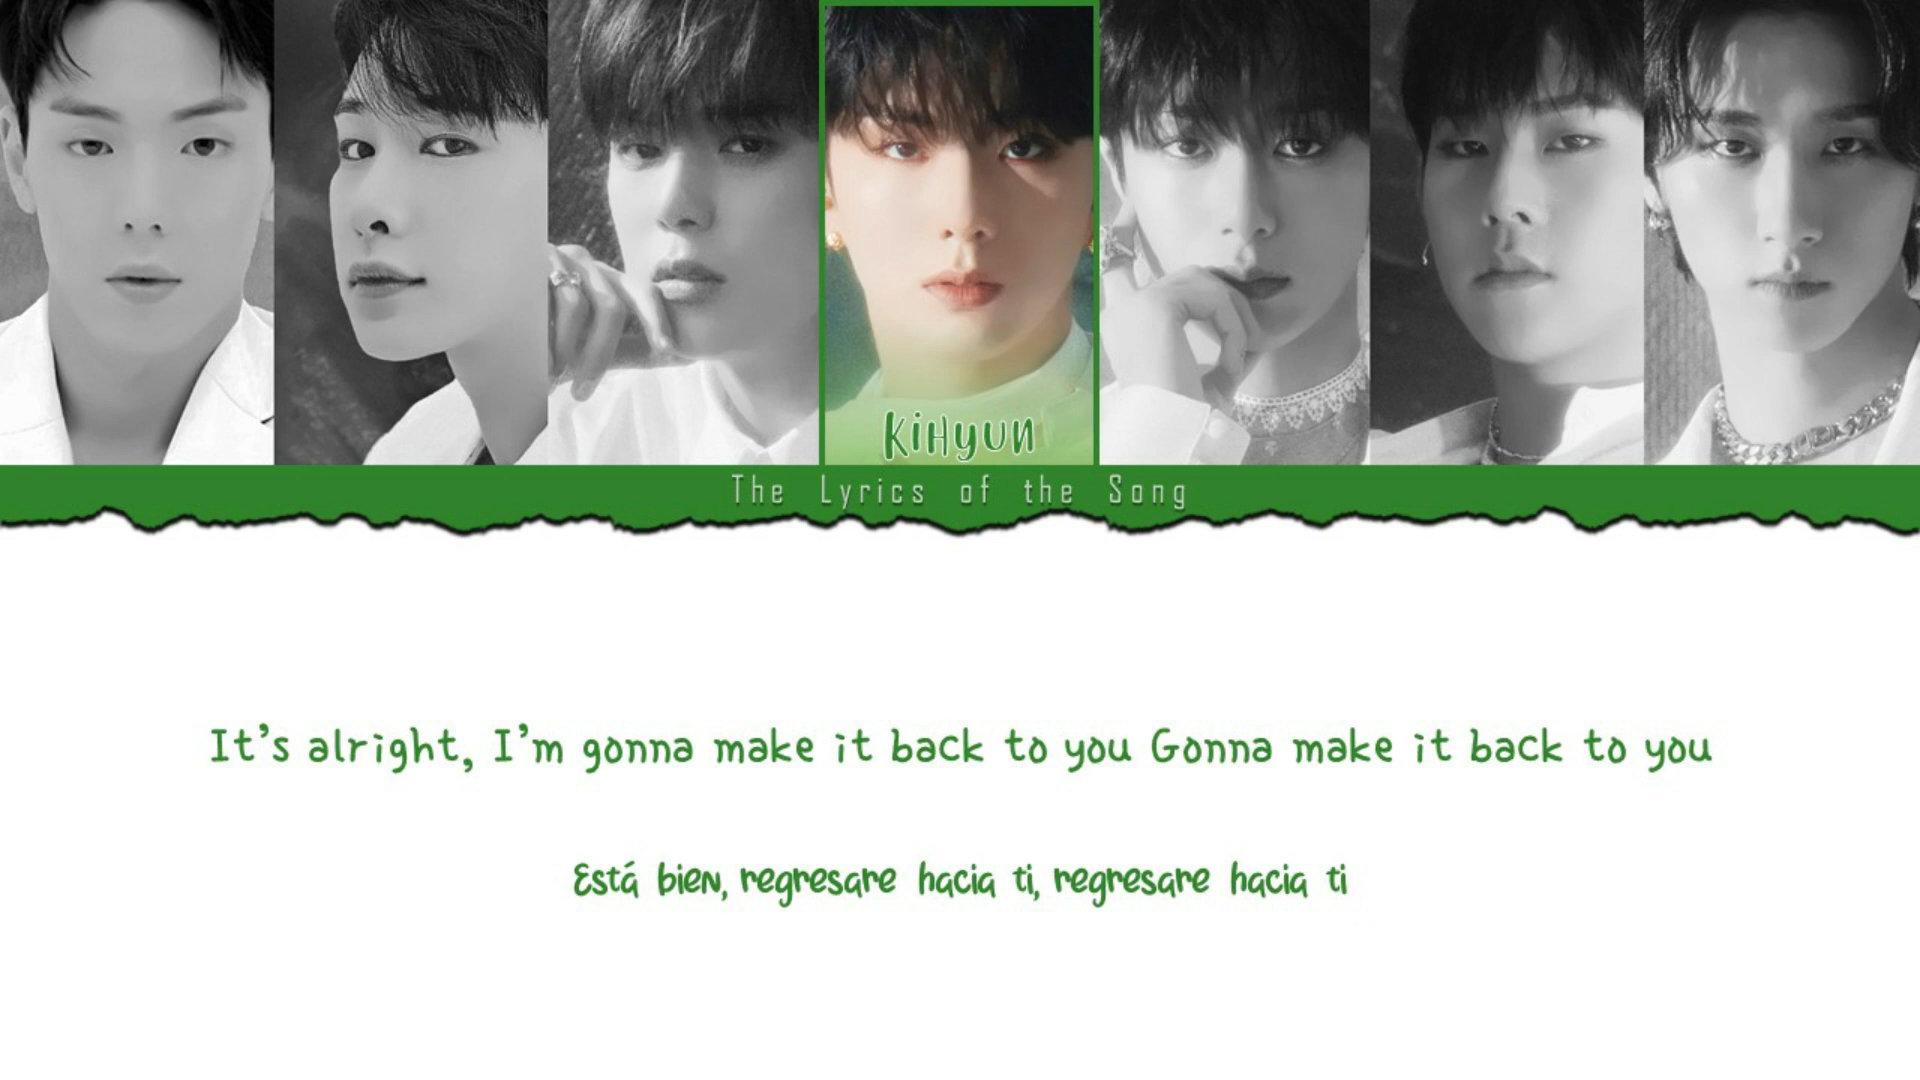 KiHyun
The Lyrics of the Song
It's alright, I'm gonna make it back to you Gonna make it back to you
Está bien, regresare hacia ti, regresare hacia ti